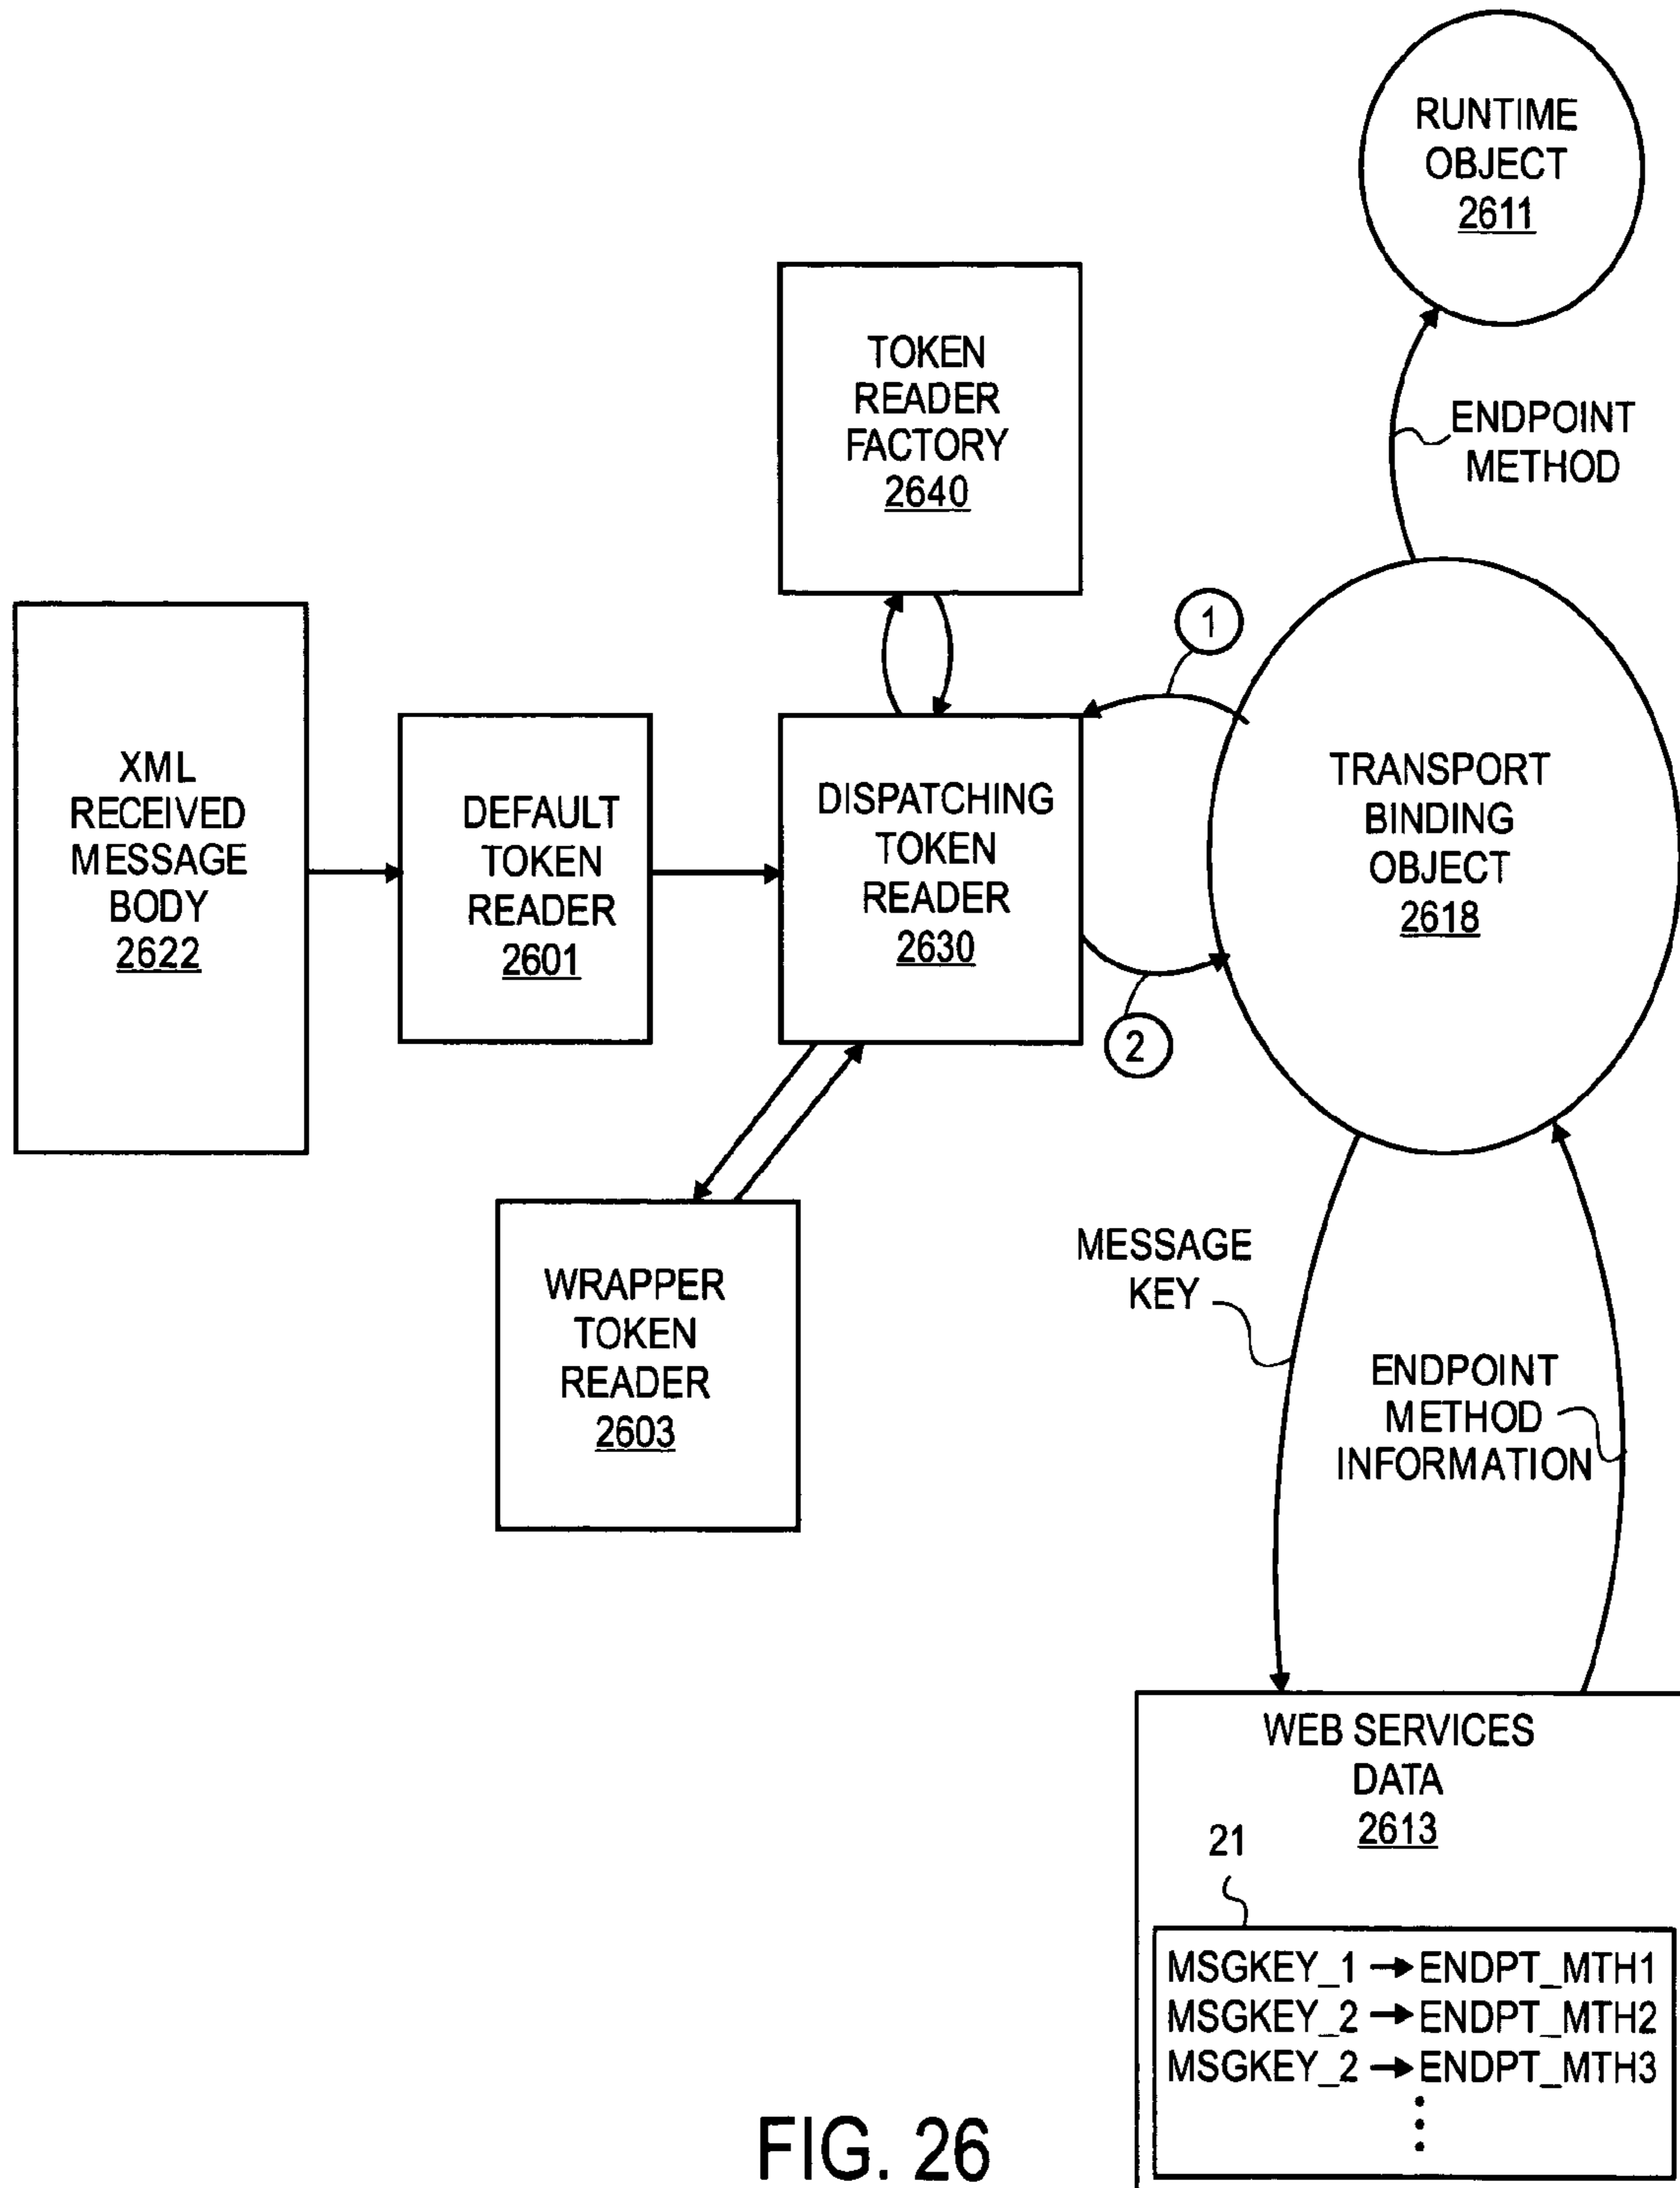 RUNTIME
OBJECT
2611
ENDPOINT
METHOD
TOKEN
READER
FACTORY
2640
1
XML
RECEIVED
MESSAGE
BODY
2622
DEFAULT
TOKEN
READER
2601
DISPATCHING
TOKEN
READER
2630
TRANSPORT
BINDING
OBJECT
2618
2
WRAPPER
TOKEN
READER
2603
MESSAGE
KEY
ENDPOINT
METHOD
INFORMATION
WEB SERVICES
DATA
2613
21
MSGKEY_1 → ENDPT_MTH1
MSGKEY_2 → ENDPT_MTH2
MSGKEY_2 → ENDPT_MTH3
FIG. 26